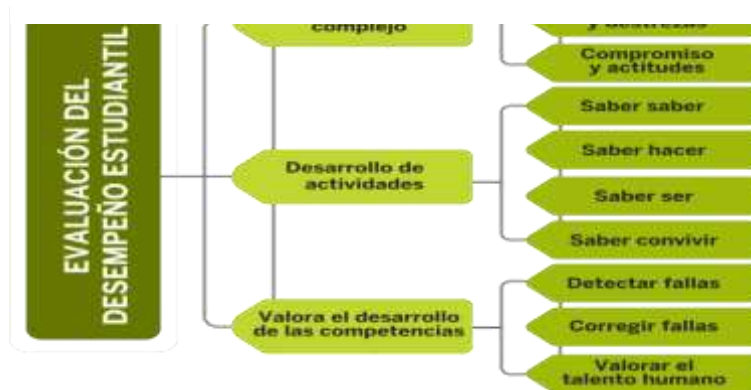 EVALUACIÓN DEL
DESEMPEÑO ESTUDIANTIL
complejo
y destrezas
Compromiso
y actitudes
Desarrollo de
actividades
Saber saber
Saber hacer
Saber ser
Saber convivir
Valora el desarrollo
de las competencias
Detectar fallas
Corregir fallas
Valorar el
talento humano